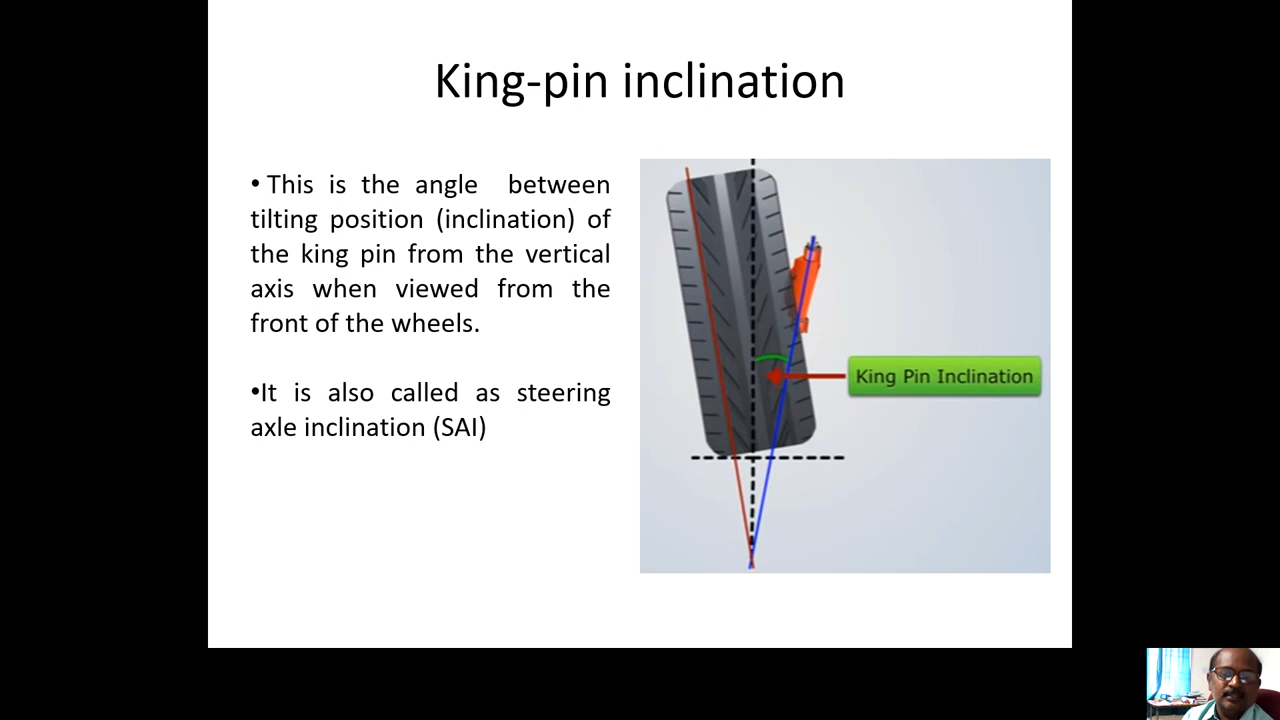 King-pin inclination
• This is the angle between
tilting position (inclination) of
the king pin from the vertical
axis when viewed from the
front of the wheels.
•It is also called as steering
axle inclination (SAI)
King Pin Inclination